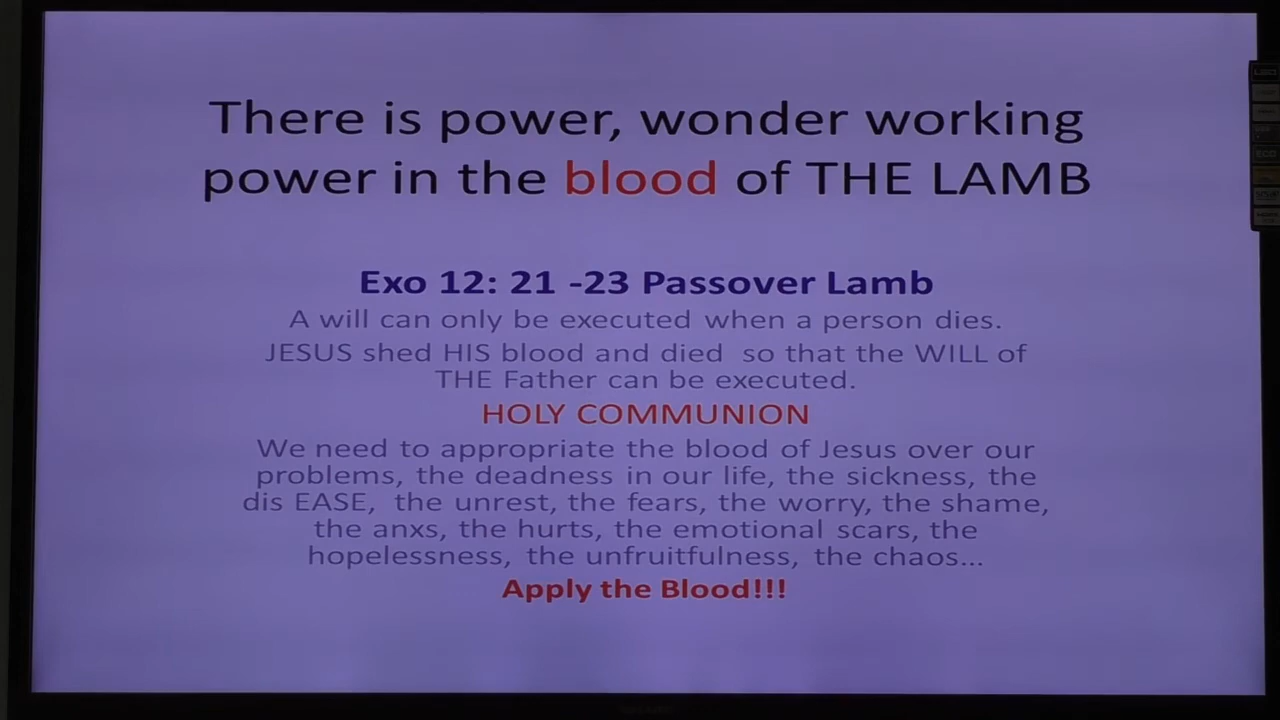 There is power, wonder working
power in the blood of THE LAMB
Exo 12: 21 -23 Passover Lamb
A will can only be executed when a person dies.
JESUS shed HIS blood and died so that the WILL of
THE Father can be executed.
HOLY COMMUNION
We need to appropriate the blood of Jesus over our
problems, the deadness in our life, the sickness, the
dis EASE, the unrest, the fears, the worry, the shame,
the anxs, the hurts, the emotional scars, the
hopelessness, the unfruitfulness, the chaos...
Apply the Blood!!!